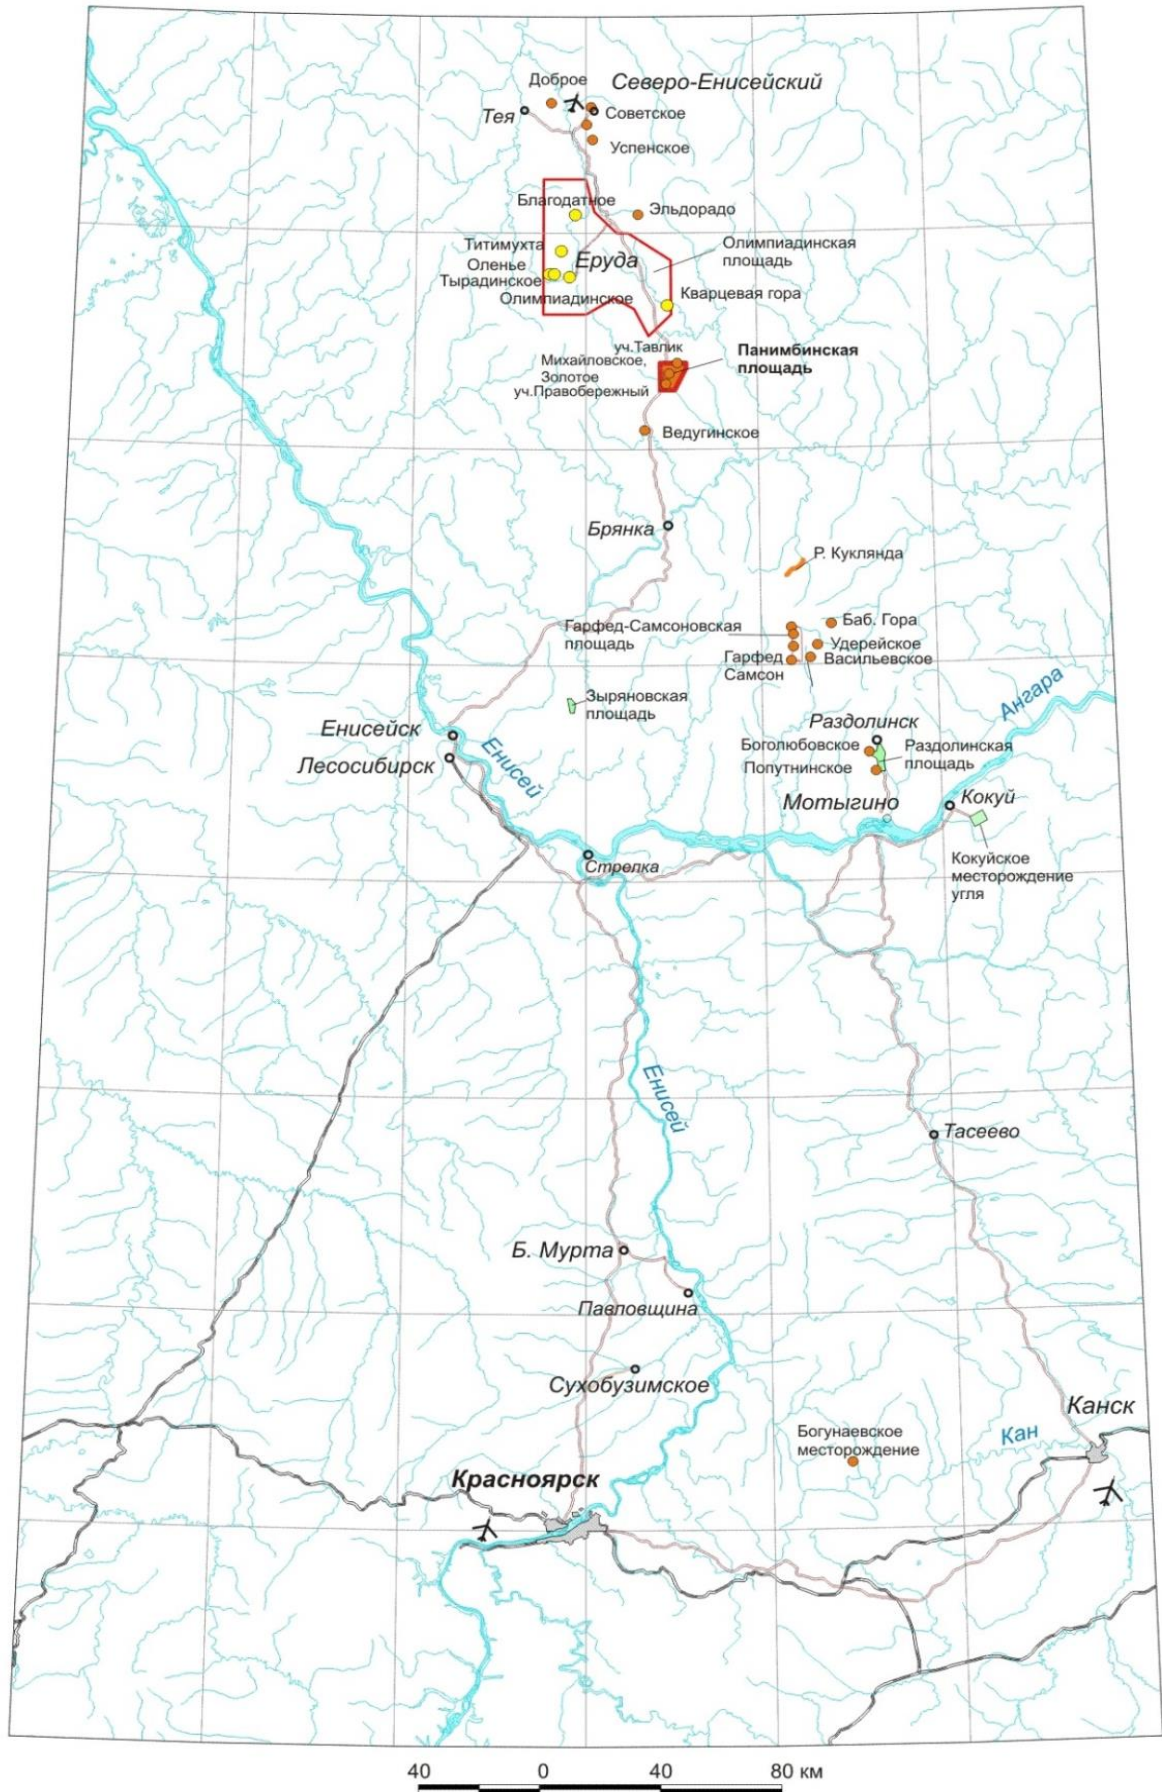 Доброе
Северо-Енисейский
Тея
Советское
Успенское
Благодатное
Эльдорадо
Титимухта
Оленье
Тырадинское
Еруда
Олимпиадинская
площадь
Олимпиадинское
Кварцевая гора
уч.Тавлик
Михайловское,
Золотое
уч.Правобережный
Панимбинская
площадь
Ведугинское
Брянка
Р. Куклянда
Гарфед-Самсоновская
площадь
Баб. Гора
Удерейское
Васильевское
Гарфед
Самсон
Зыряновская
площадь
Ангара
Енисейск
Лесосибирск
Енисей
Раздолинск
Боголюбовское
Попутнинское
Раздолинская
площадь
Мотыгино
Кокуй
Стрелка
Кокуйское
месторождение
угля
Енисей
Тасеево
Б. Мурта
Павловщина
Сухобузимское
Канск
Кан
Богунаевское
месторождение
Красноярск
40 0 40 80 км